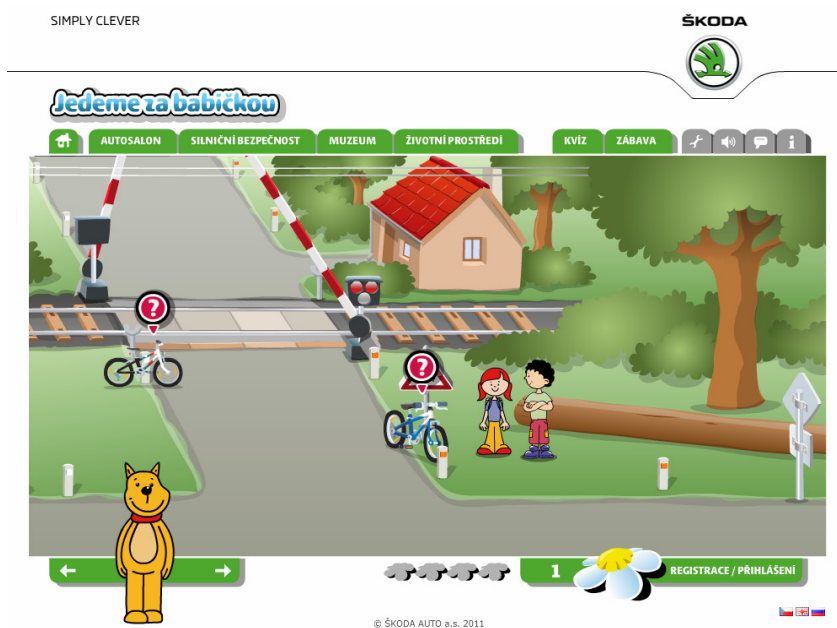 SIMPLY CLEVER
ŠKODA
Jedeme za babičkou
AUTOSALON
SILNIČNÍ BEZPEČNOST
MUZEUM
ŽIVOTNÍ PROSTŘEDÍ
KVÍZ
ZÁBAVA
i
?
?
1
REGISTRACE / PŘIHLÁŠENÍ
© ŠKODA AUTO a.s. 2011